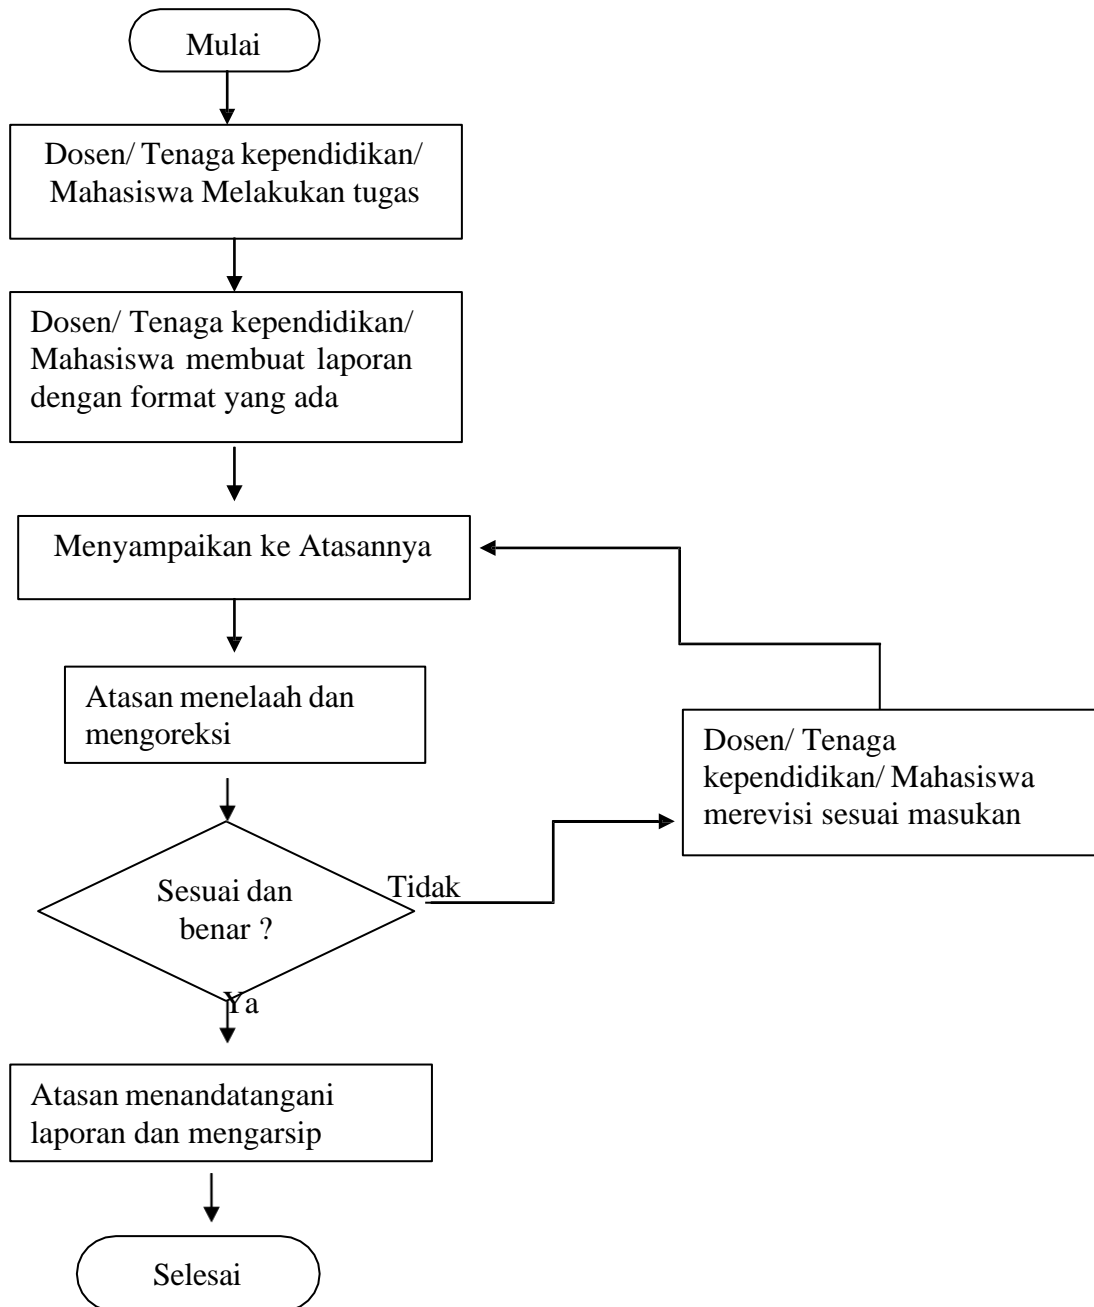 Mulai
Dosen/ Tenaga kependidikan/
Mahasiswa Melakukan tugas
Dosen/ Tenaga kependidikan/
Mahasiswa membuat laporan
dengan format yang ada
Menyampaikan ke Atasannya
Atasan menelaah dan
mengoreksi
Dosen/ Tenaga
kependidikan/ Mahasiswa
merevisi sesuai masukan
Sesuai dan
benar ?
Tidak
Ya
Atasan menandatangani
laporan dan mengarsip
Selesai